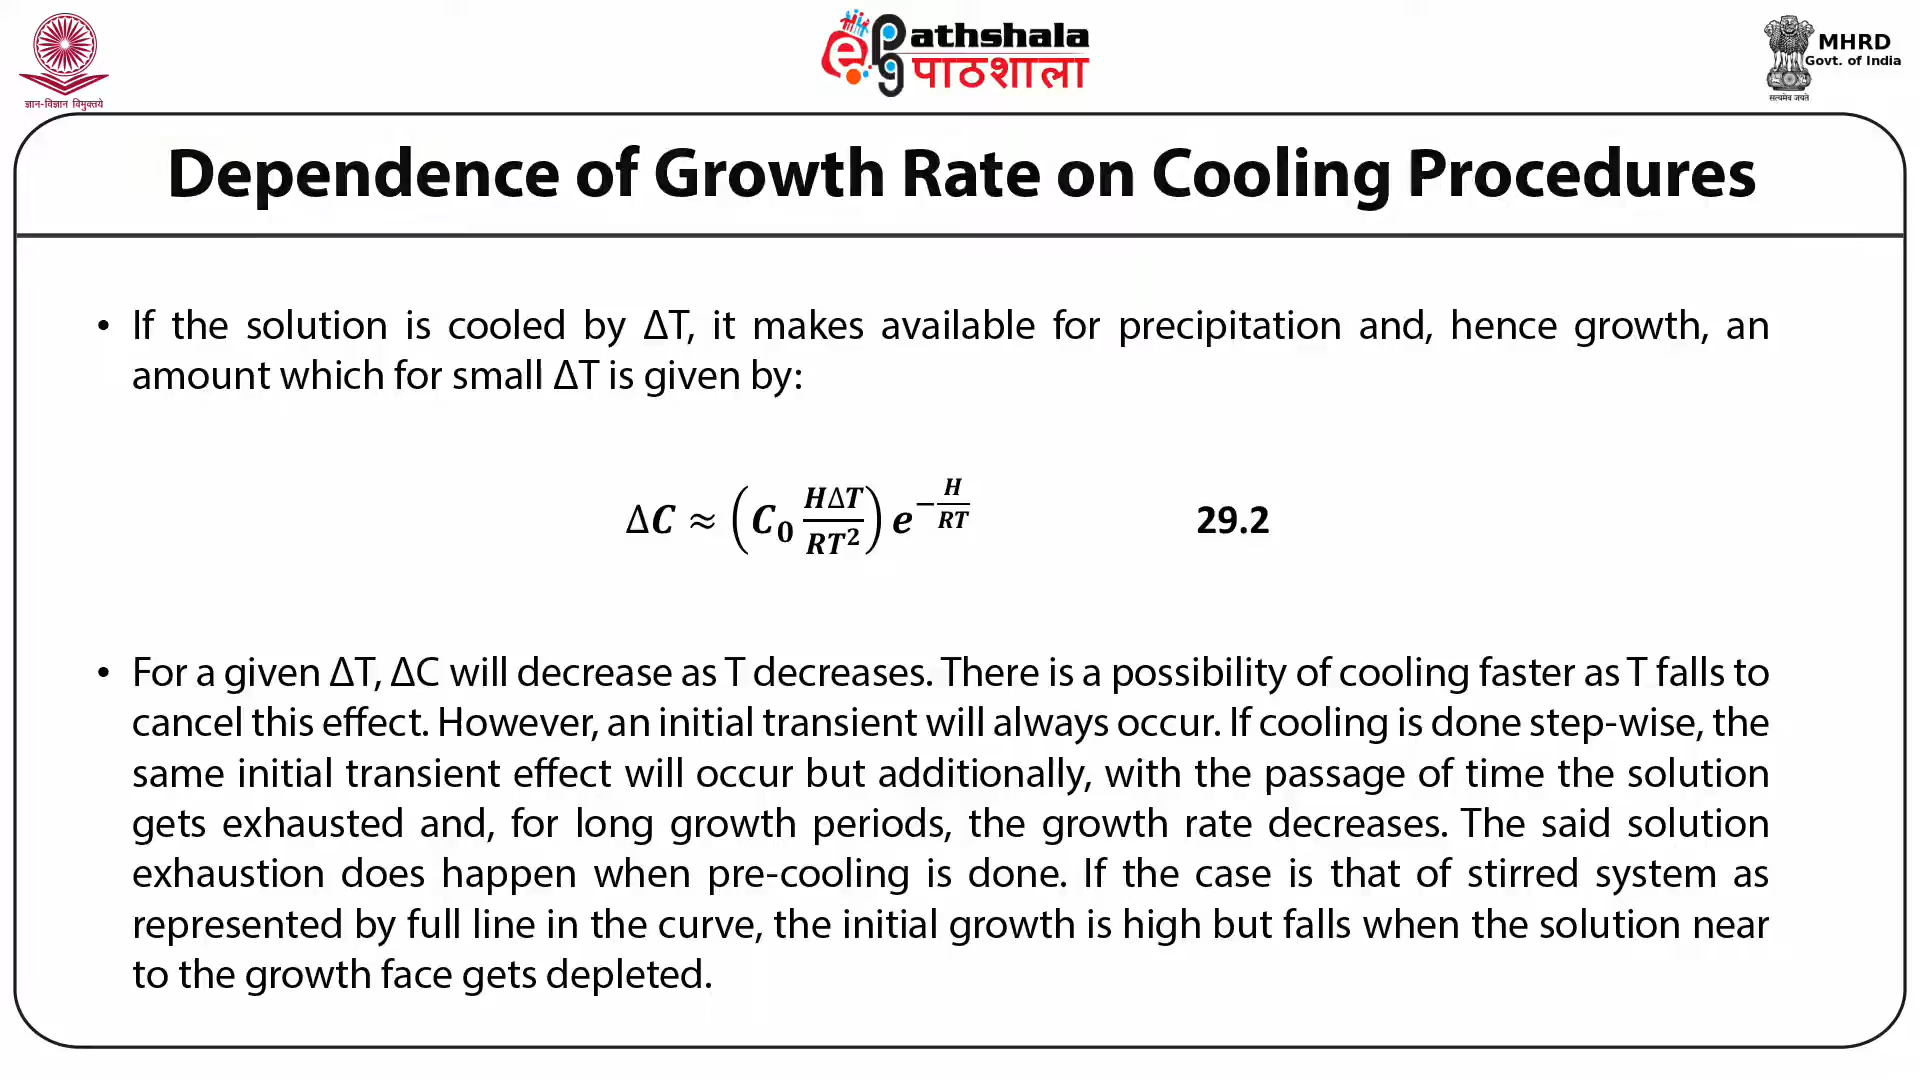 ज्ञान-विज्ञान विमुक्तये
ePathshala
पाठशाला
MHRD
Govt. of India
सत्यमेव जयते
Dependence of Growth Rate on Cooling Procedures
• If the solution is cooled by ΔT, it makes available for precipitation and, hence growth, an
amount which for small ΔT is given by:
ΔC ≈ (C₀ HΔT/RT²) e^(-H/RT) 29.2
• For a given ΔT, ΔC will decrease as T decreases. There is a possibility of cooling faster as T falls to
cancel this effect. However, an initial transient will always occur. If cooling is done step-wise, the
same initial transient effect will occur but additionally, with the passage of time the solution
gets exhausted and, for long growth periods, the growth rate decreases. The said solution
exhaustion does happen when pre-cooling is done. If the case is that of stirred system as
represented by full line in the curve, the initial growth is high but falls when the solution near
to the growth face gets depleted.